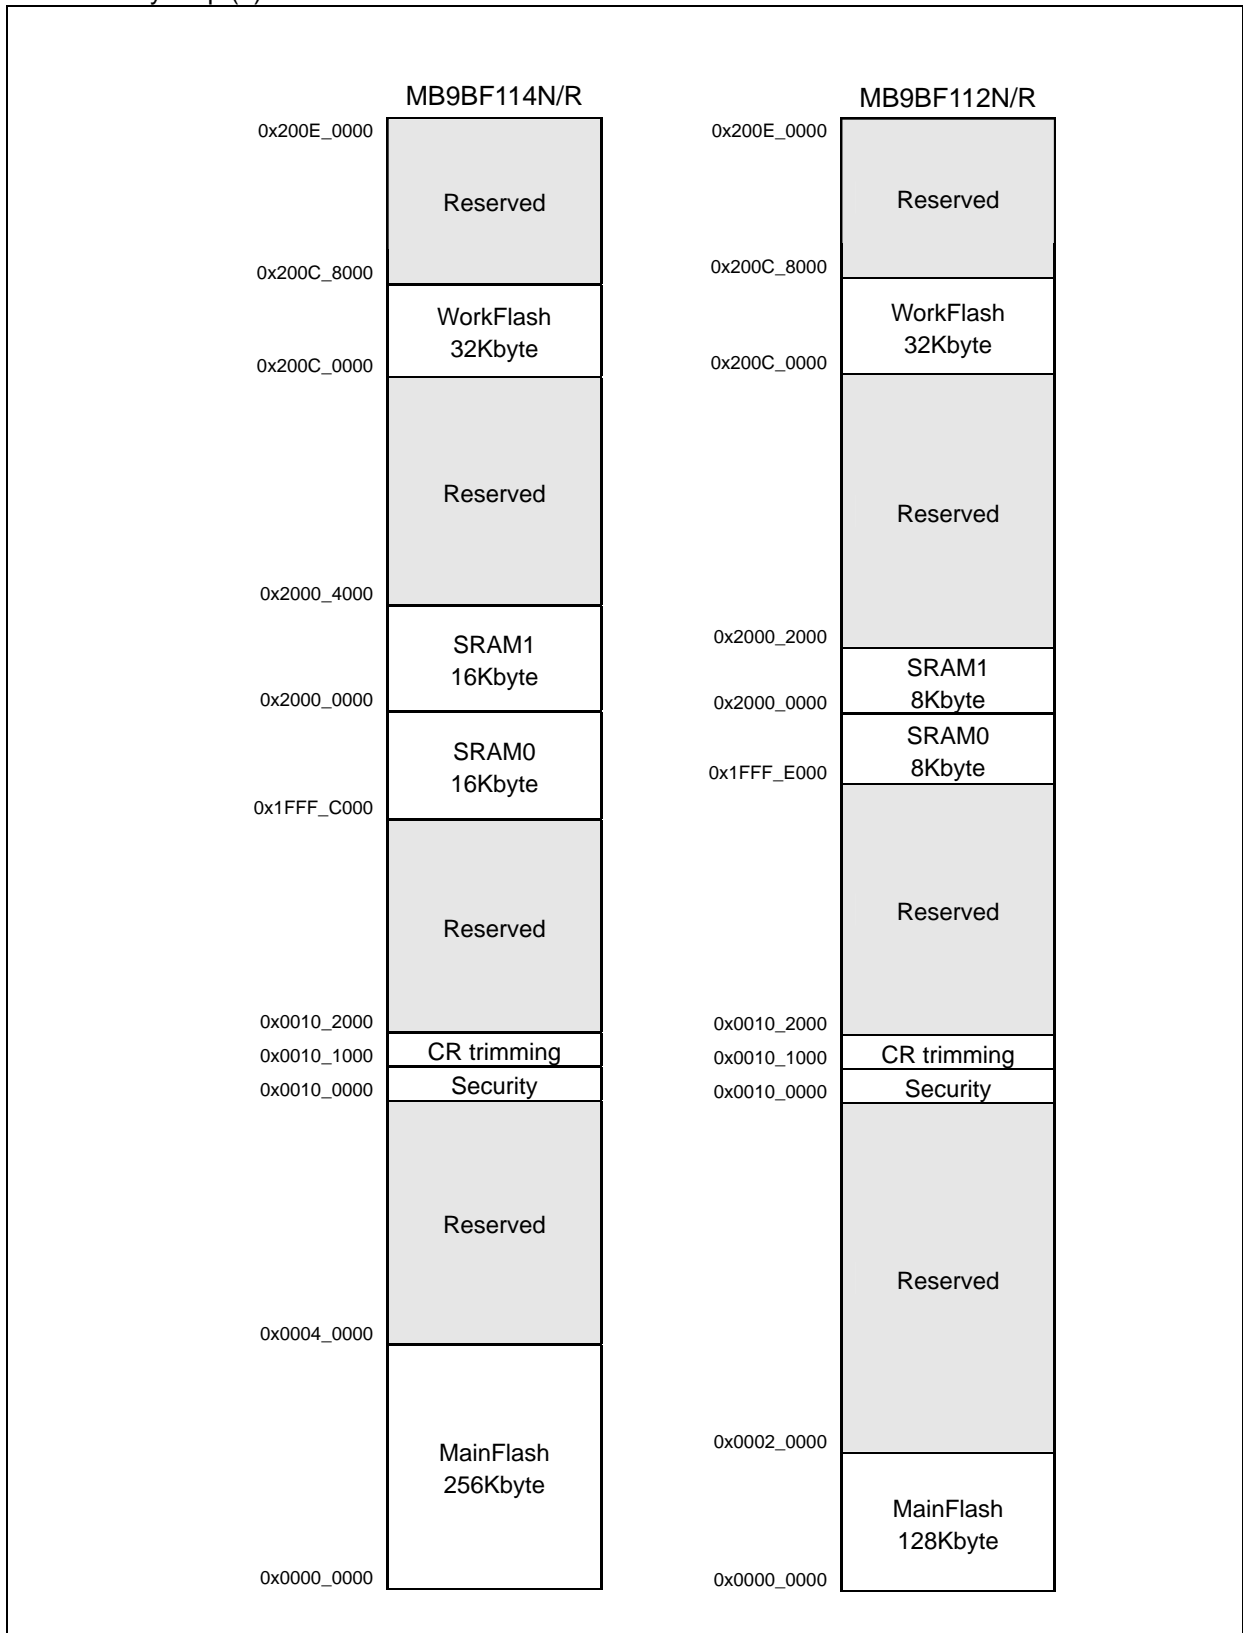 MB9BF114N/R
0x200E_0000
Reserved
0x200C_8000
WorkFlash
32Kbyte
0x200C_0000
Reserved
0x2000_4000
SRAM1
16Kbyte
0x2000_0000
SRAM0
16Kbyte
0x1FFF_C000
Reserved
0x0010_2000
CR trimming
0x0010_1000
Security
0x0010_0000
Reserved
0x0004_0000
MainFlash
256Kbyte
0x0000_0000
MB9BF112N/R
0x200E_0000
Reserved
0x200C_8000
WorkFlash
32Kbyte
0x200C_0000
Reserved
0x2000_2000
SRAM1
8Kbyte
0x2000_0000
SRAM0
8Kbyte
0x1FFF_E000
Reserved
0x0010_2000
CR trimming
0x0010_1000
Security
0x0010_0000
Reserved
0x0002_0000
MainFlash
128Kbyte
0x0000_0000